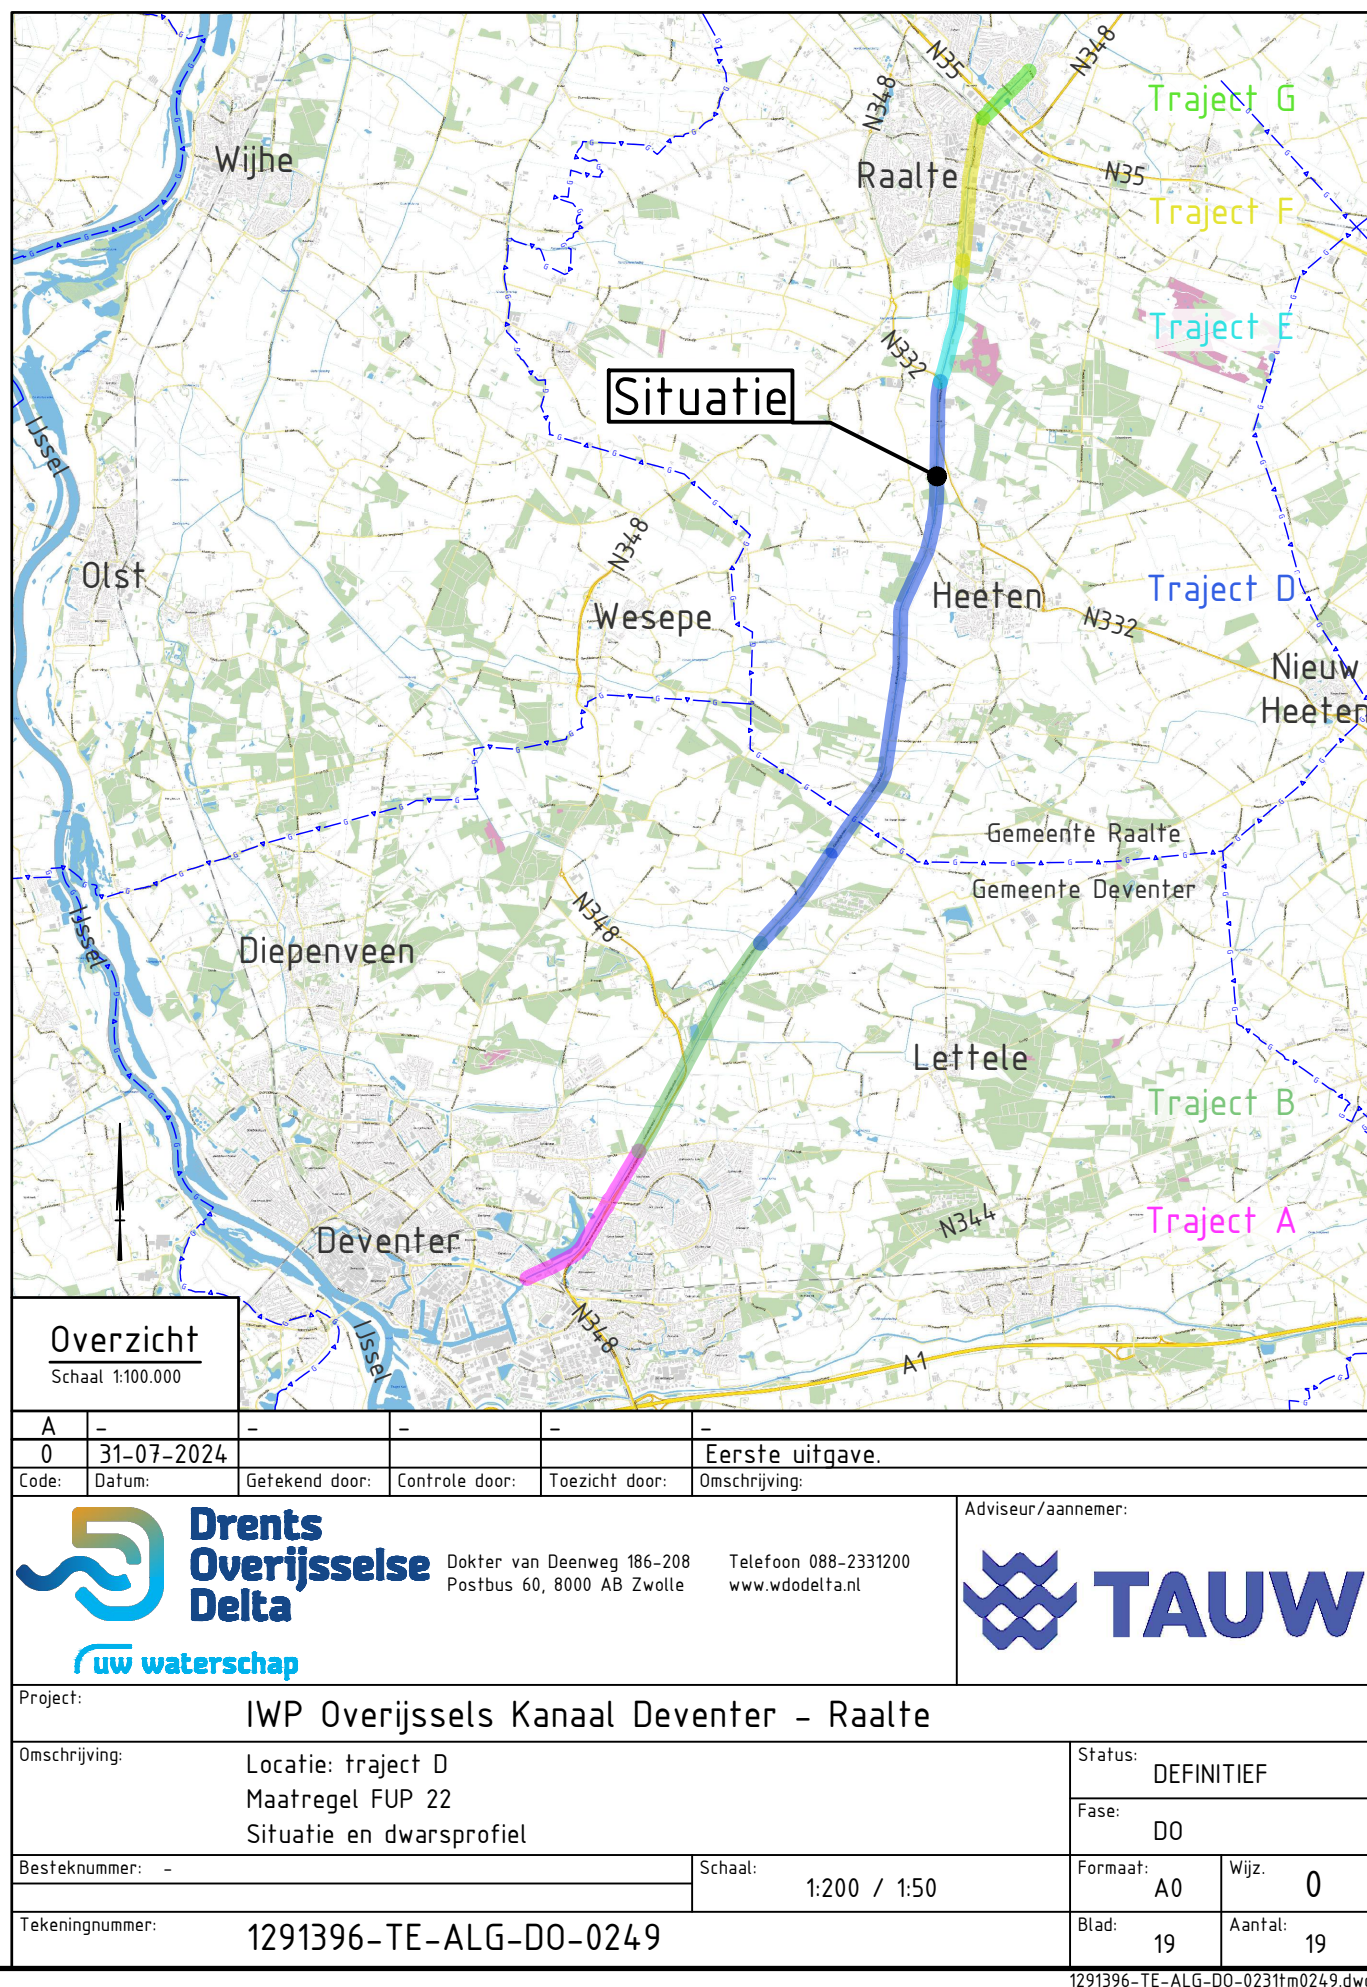 N35
N348
N348
Traject G
Wijhe
Raalte
N35
Traject F
Traject E
N332
Situatie
IJssel
N348
Olst
Wesepe
Heeten
Traject D
N332
Nieuw
Heeten
Gemeente Raalte
Gemeente Deventer
N348
IJssel
Diepenveen
Lettele
Traject B
N344
Traject A
Deventer
N348
IJssel
A1
Overzicht
Schaal 1:100.000
A - - - - -
0 31-07-2024 Eerste uitgave.
Code: Datum: Getekend door: Controle door: Toezicht door: Omschrijving:
Drents
Overijsselse
Delta
uw waterschap
Dokter van Deenweg 186-208 Telefoon 088-2331200
Postbus 60, 8000 AB Zwolle www.wdodelta.nl
Adviseur/aannemer:
TAUW
Project: IWP Overijssels Kanaal Deventer - Raalte
Omschrijving: Locatie: traject D
Maatregel FUP 22
Situatie en dwarsprofiel
Status: DEFINITIEF
Fase: DO
Besteknummer: -
Schaal: 1:200 / 1:50
Formaat: A0
Wijz. 0
Tekeningnummer: 1291396-TE-ALG-DO-0249
Blad: 19
Aantal: 19
1291396-TE-ALG-DO-0231tm0249.dw